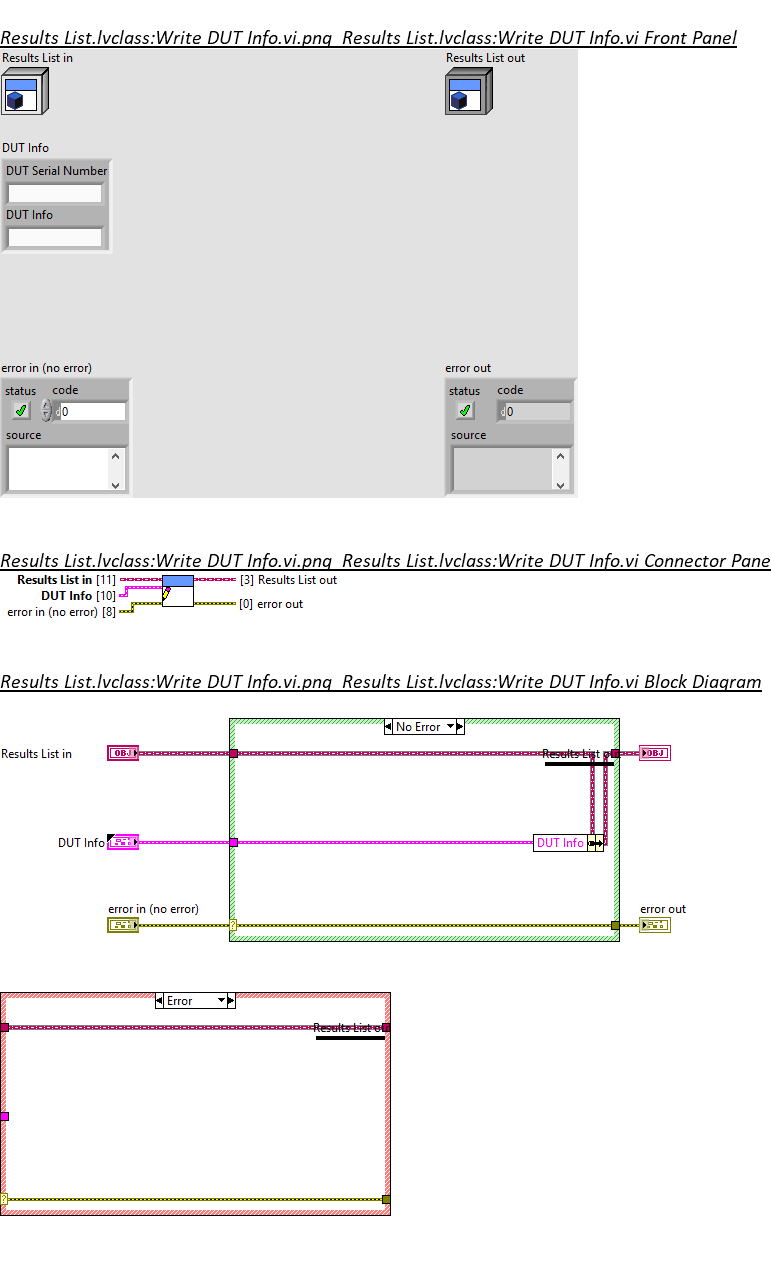 Results List.lvclass:Write DUT Info.vi.png Results List.lvclass:Write DUT Info.vi Front Panel
Results List in Results List out
DUT Info
DUT Serial Number
DUT Info
error in (no error) error out
status code status code
0 0
source source
Results List.lvclass:Write DUT Info.vi.png Results List.lvclass:Write DUT Info.vi Connector Pane
Results List in [11] [3] Results List out
DUT Info [10]
error in (no error) [8] [0] error out
Results List.lvclass:Write DUT Info.vi.png Results List.lvclass:Write DUT Info.vi Block Diagram
No Error
Results List in OBJ Results List OBJ
DUT Info DUT Info
error in (no error) error out
?
Error
Results List out
?